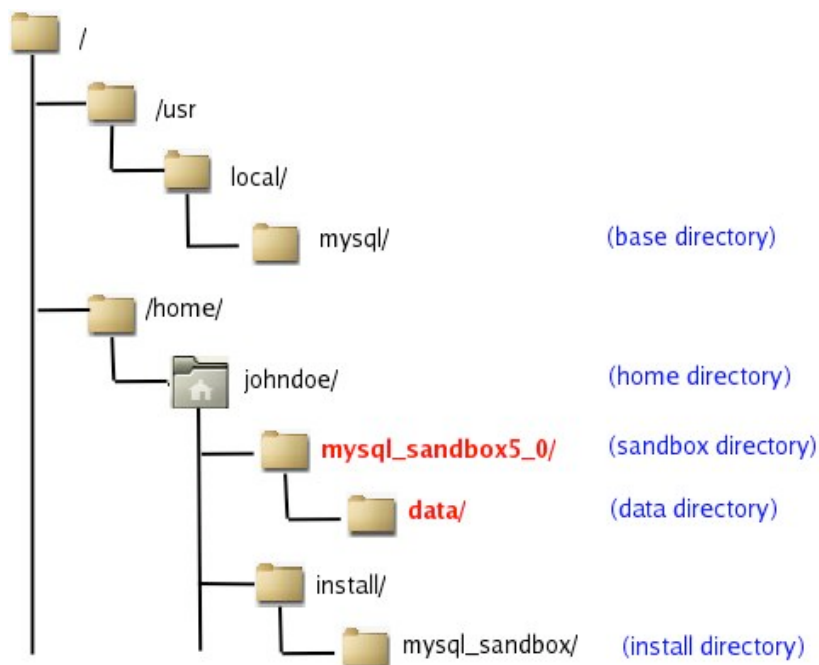 /
/usr
local/
mysql/ (base directory)
/home/
johndoe/ (home directory)
mysql_sandbox5_0/ (sandbox directory)
data/ (data directory)
install/
mysql_sandbox/ (install directory)